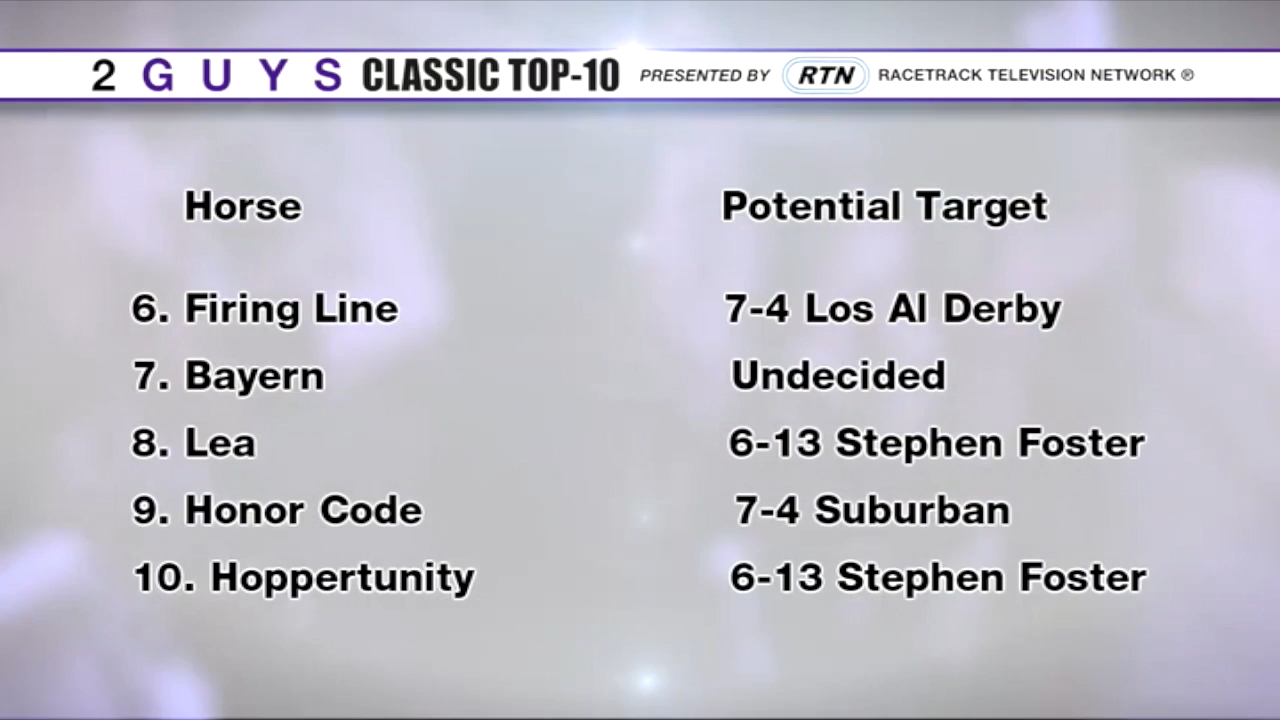 2 GUYS CLASSIC TOP-10 PRESENTED BY RTN RACETRACK TELEVISION NETWORK ®
Horse Potential Target
6. Firing Line 7-4 Los Al Derby
7. Bayern Undecided
8. Lea 6-13 Stephen Foster
9. Honor Code 7-4 Suburban
10. Hoppertunity 6-13 Stephen Foster